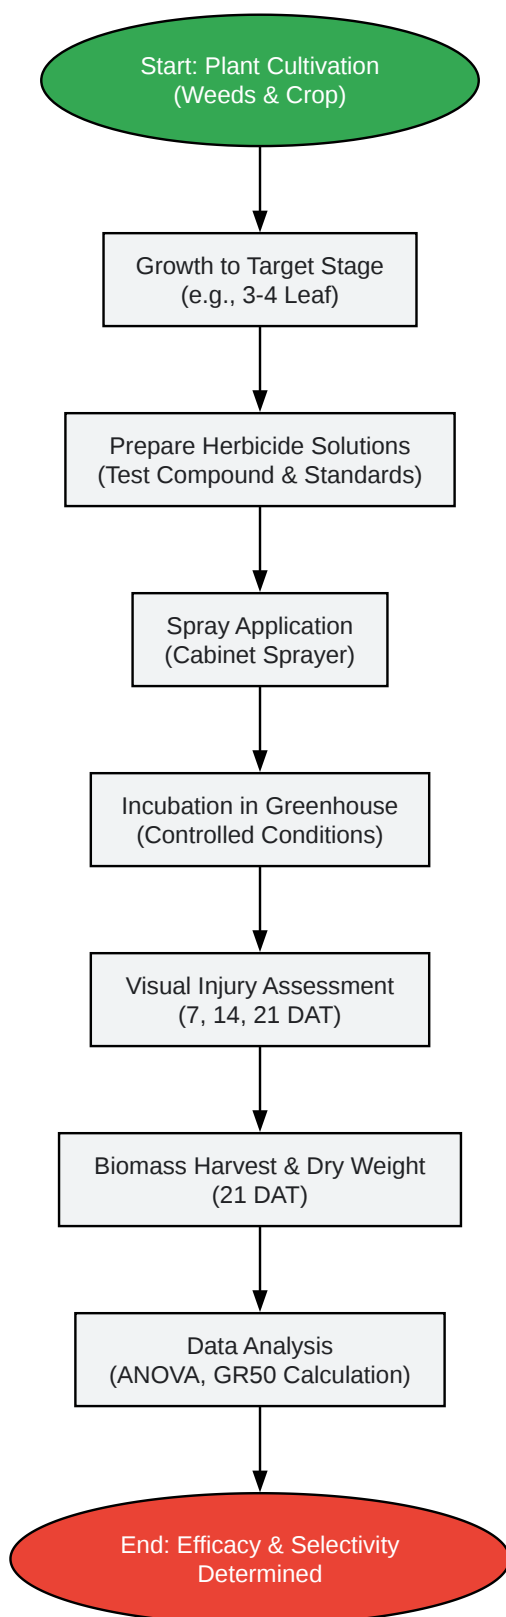 Start: Plant Cultivation
(Weeds & Crop)
Growth to Target Stage
(e.g., 3-4 Leaf)
Prepare Herbicide Solutions
(Test Compound & Standards)
Spray Application
(Cabinet Sprayer)
Incubation in Greenhouse
(Controlled Conditions)
Visual Injury Assessment
(7, 14, 21 DAT)
Biomass Harvest & Dry Weight
(21 DAT)
Data Analysis
(ANOVA, GR50 Calculation)
End: Efficacy & Selectivity
Determined